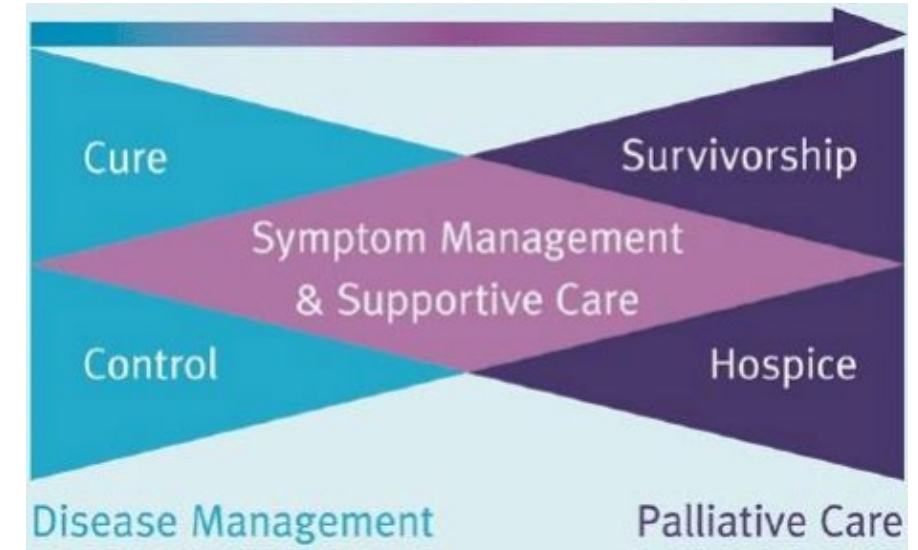 Cure
Survivorship
Symptom Management
& Supportive Care
Control
Hospice
Disease Management
Palliative Care